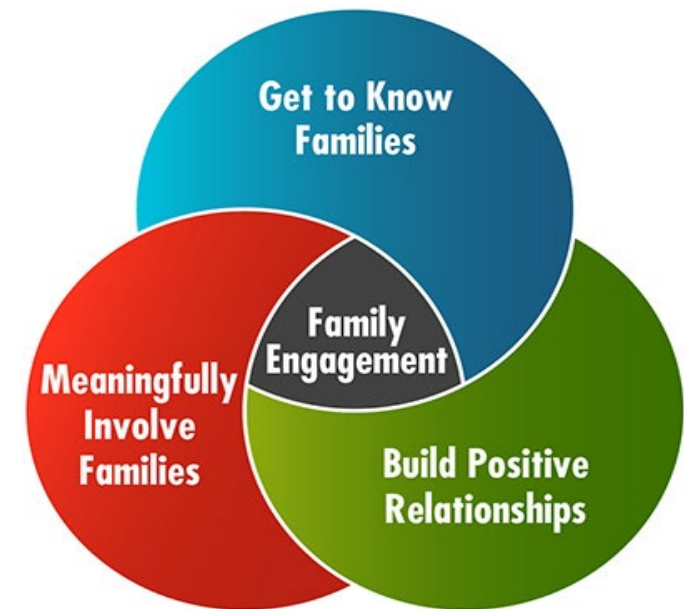 Get to Know
Families
Family
Engagement
Meaningfully
Involve
Families
Build Positive
Relationships